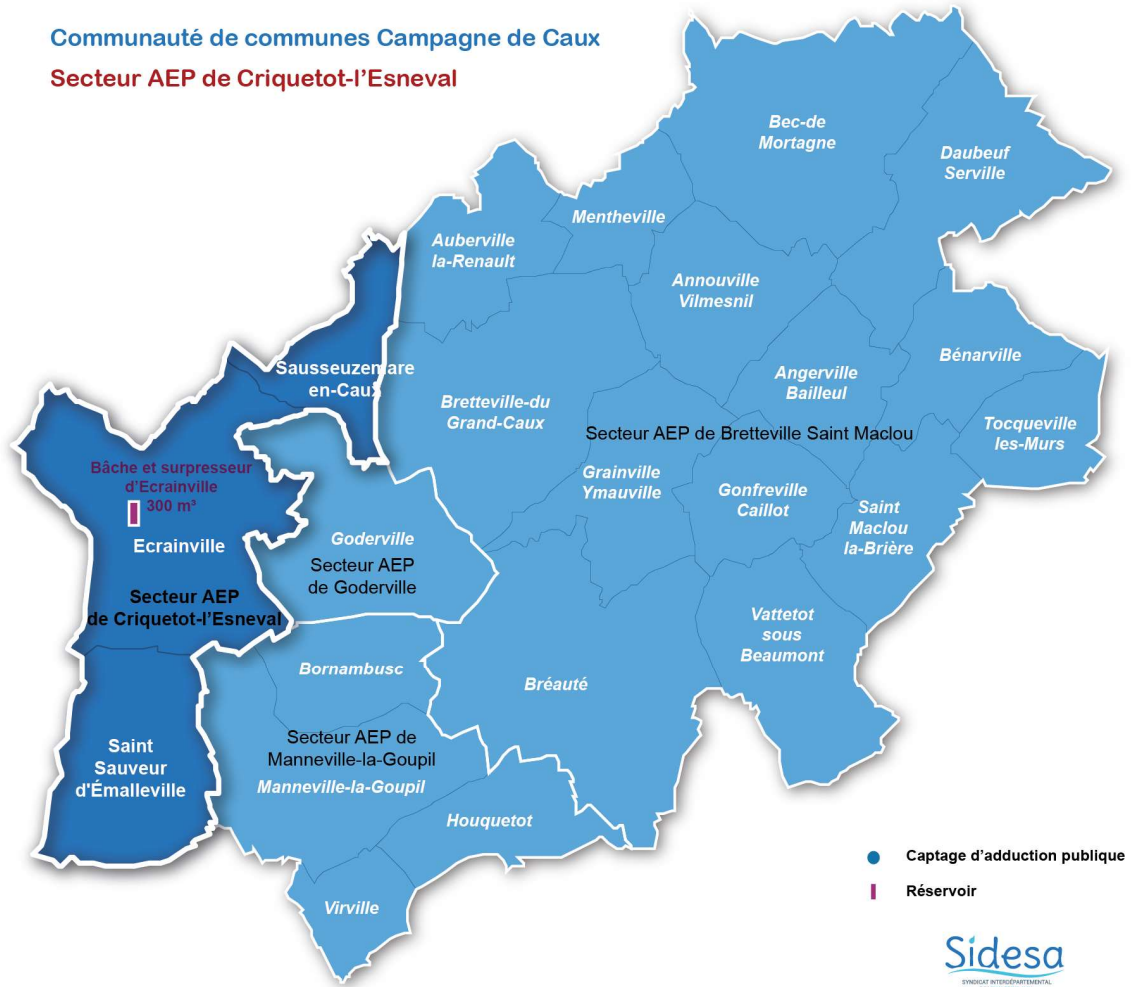 Communauté de communes Campagne de Caux
Secteur AEP de Criquetot-l'Esneval
Bec-de
Mortagne
Daubeuf
Serville
Mentheville
Auberville
la-Renault
Annouville
Vilmesnil
Bénarville
Sausseuzemare
en-Caux
Angerville
Bailleul
Bretteville-du
Grand-Caux
Tocqueville
les-Murs
Secteur AEP de Bretteville Saint Maclou
Bâche et surpresseur
d'Ecrainville
300 m³
Grainville
Ymauville
Gonfreville
Caillot
Saint
Maclou
la-Brière
Ecrainville
Goderville
Secteur AEP
de Goderville
Secteur AEP
de Criquetot-l'Esneval
Vattetot
sous
Beaumont
Bornambusc
Bréauté
Secteur AEP de
Manneville-la-Goupil
Manneville-la-Goupil
Saint
Sauveur
d'Émalleville
Houquetot
Virville
Captage d'adduction publique
Réservoir
Sidesa
SYNDICAT INTERDÉPARTEMENTAL